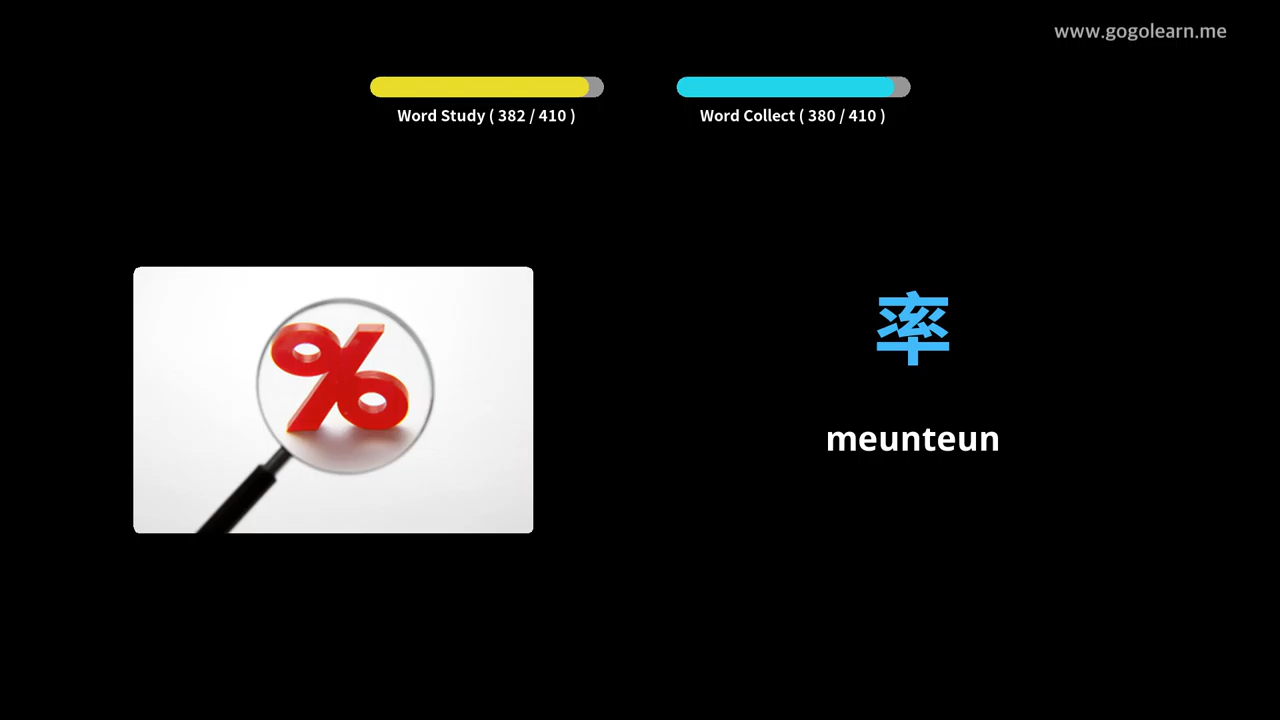 www.gogolearn.me
Word Study ( 382 / 410 )
Word Collect ( 380 / 410 )
%
率
meunteun